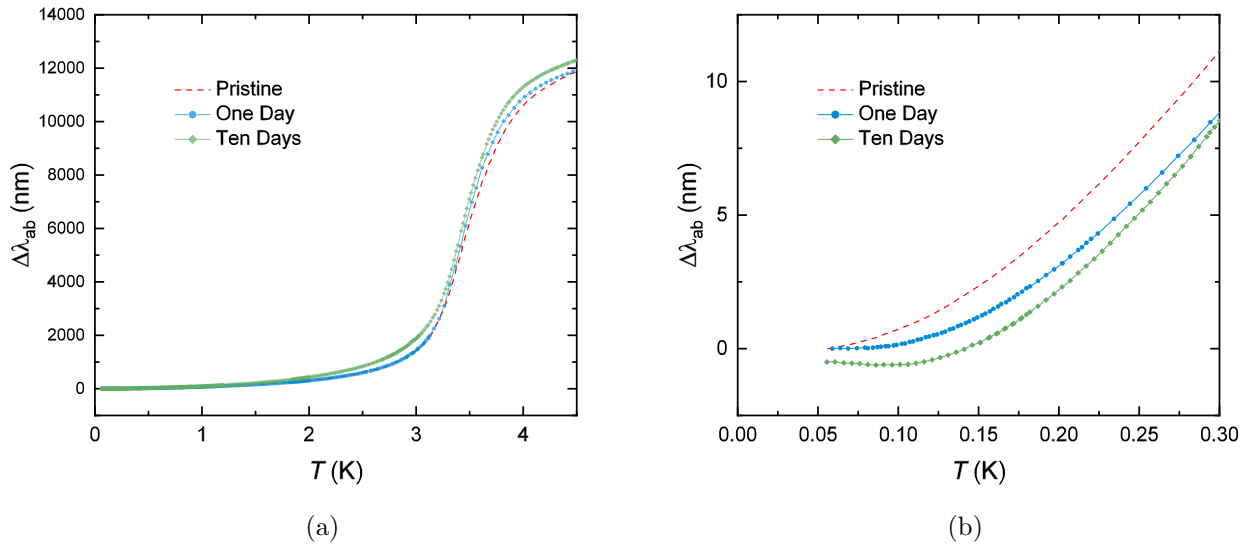 14000
12000
10000
8000
6000
4000
2000
0
Δλab (nm)
Pristine
One Day
Ten Days
0 1 2 3 4
T (K)
(a)
10
5
0
Δλab (nm)
Pristine
One Day
Ten Days
0.00 0.05 0.10 0.15 0.20 0.25 0.30
T (K)
(b)